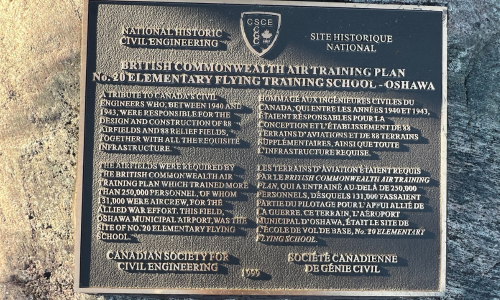 NATIONAL HISTORIC
CIVIL ENGINEERING
CSCE
SITE HISTORIQUE
NATIONAL
BRITISH COMMONWEALTH AIR TRAINING PLAN
No. 20 ELEMENTARY FLYING TRAINING SCHOOL - OSHAWA
A TRIBUTE TO CANADA'S CIVIL
ENGINEERS WHO, BETWEEN 1940 AND
1943, WERE RESPONSIBLE FOR THE
DESIGN AND CONSTRUCTION OF 88
AIRFIELDS AND 88 RELIEF FIELDS,
TOGETHER WITH ALL THE REQUISITE
INFRASTRUCTURE.
THE AIRFIELDS WERE REQUIRED BY
THE BRITISH COMMONWEALTH AIR
TRAINING PLAN WHICH TRAINED MORE
THAN 250,000 PERSONNEL, OF WHOM
131,000 WERE AIRCREW, FOR THE
ALLIED WAR EFFORT. THIS FIELD,
OSHAWA MUNICIPAL AIRPORT, WAS THE
SITE OF NO. 20 ELEMENTARY FLYING
SCHOOL.
HOMMAGE AUX INGÉNIEURES CIVILES DU
CANADA, QUI ENTRE LES ANNÉES 1940 ET 1943,
ÉTAIENT RESPONSABLES POUR LA
CONCEPTION ET L'ÉTABLISSEMENT DE 88
TERRAINS D'AVIATIONS ET DE 88 TERRAINS
SUPPLÉMENTAIRES, AINSI QUE TOUTE
L'INFRASTRUCTURE REQUISE.
LES TERRAINS D'AVIATION ÉTAIENT REQUIS
PAR LE BRITISH COMMONWEALTH AIR TRAINING
PLAN, QUI A ENTRAINÉ AU-DELÀ DE 250,000
PERSONNELS, DESQUELS 131,000 FAISSAIENT
PARTIE DU PILOTAGE POUR L'APPUI ALLIÉ DE
LA GUERRE. CE TERRAIN, L'AÉROPORT
MUNICIPAL D'OSHAWA, ÉTAIT LE SITE DE
L'ÉCOLE DE VOL DE BASE, No. 20 ELEMENTARY
FLYING SCHOOL.
CANADIAN SOCIETY FOR
CIVIL ENGINEERING
1999
SOCIÉTÉ CANADIENNE
DE GÉNIE CIVIL